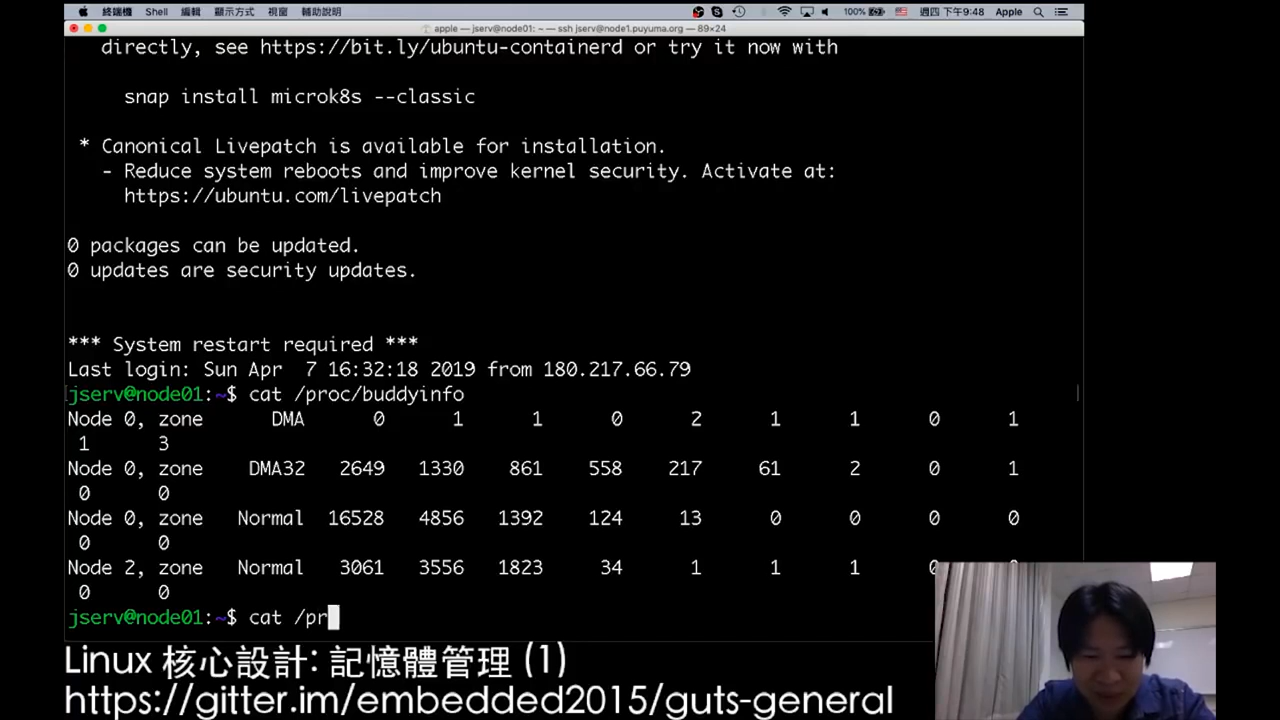 終端機 Shell 編輯 顯示方式 視窗 輔助說明 100% 週四 下午9:48 Apple
apple — jserv@node01: ~ — ssh jserv@node1.puyuma.org — 89×24
directly, see https://bit.ly/ubuntu-containerd or try it now with
snap install microk8s --classic
* Canonical Livepatch is available for installation.
- Reduce system reboots and improve kernel security. Activate at:
https://ubuntu.com/livepatch
0 packages can be updated.
0 updates are security updates.
*** System restart required ***
Last login: Sun Apr  7 16:32:18 2019 from 180.217.66.79
jserv@node01:~$ cat /proc/buddyinfo
Node 0, zone DMA 0 1 1 0 2 1 1 0 1
1 3
Node 0, zone DMA32 2649 1330 861 558 217 61 2 0 1
0 0
Node 0, zone Normal 16528 4856 1392 124 13 0 0 0 0
0 0
Node 2, zone Normal 3061 3556 1823 34 1 1 1
0 0
jserv@node01:~$ cat /pr
Linux 核心設計: 記憶體管理 (1)
https://gitter.im/embedded2015/guts-general